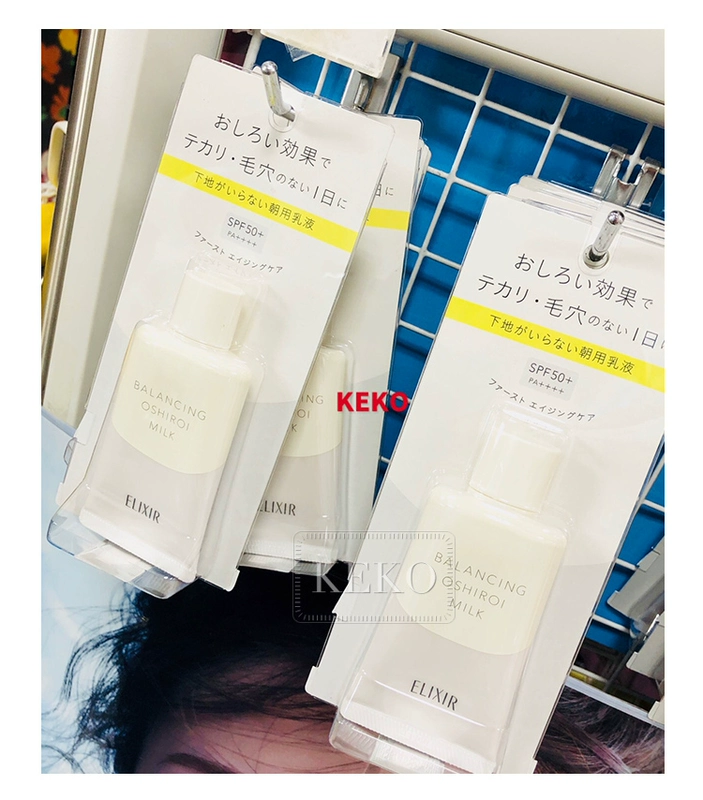 おしろい効果で
テカリ・毛穴のない1日に
下地がいらない朝用乳液
SPF50+
PA++++
ファースト エイジングケア
BALANCING
OSHIROI
MILK
ELIXIR
に
ELIXIR
KEKO
おしろい効果で
テカリ・毛穴のない1日に
下地がいらない朝用乳液
SPF50+
PA++++
ファースト エイジングケア
BALANCING
OSHIROI
MILK
ELIXIR
KEKO